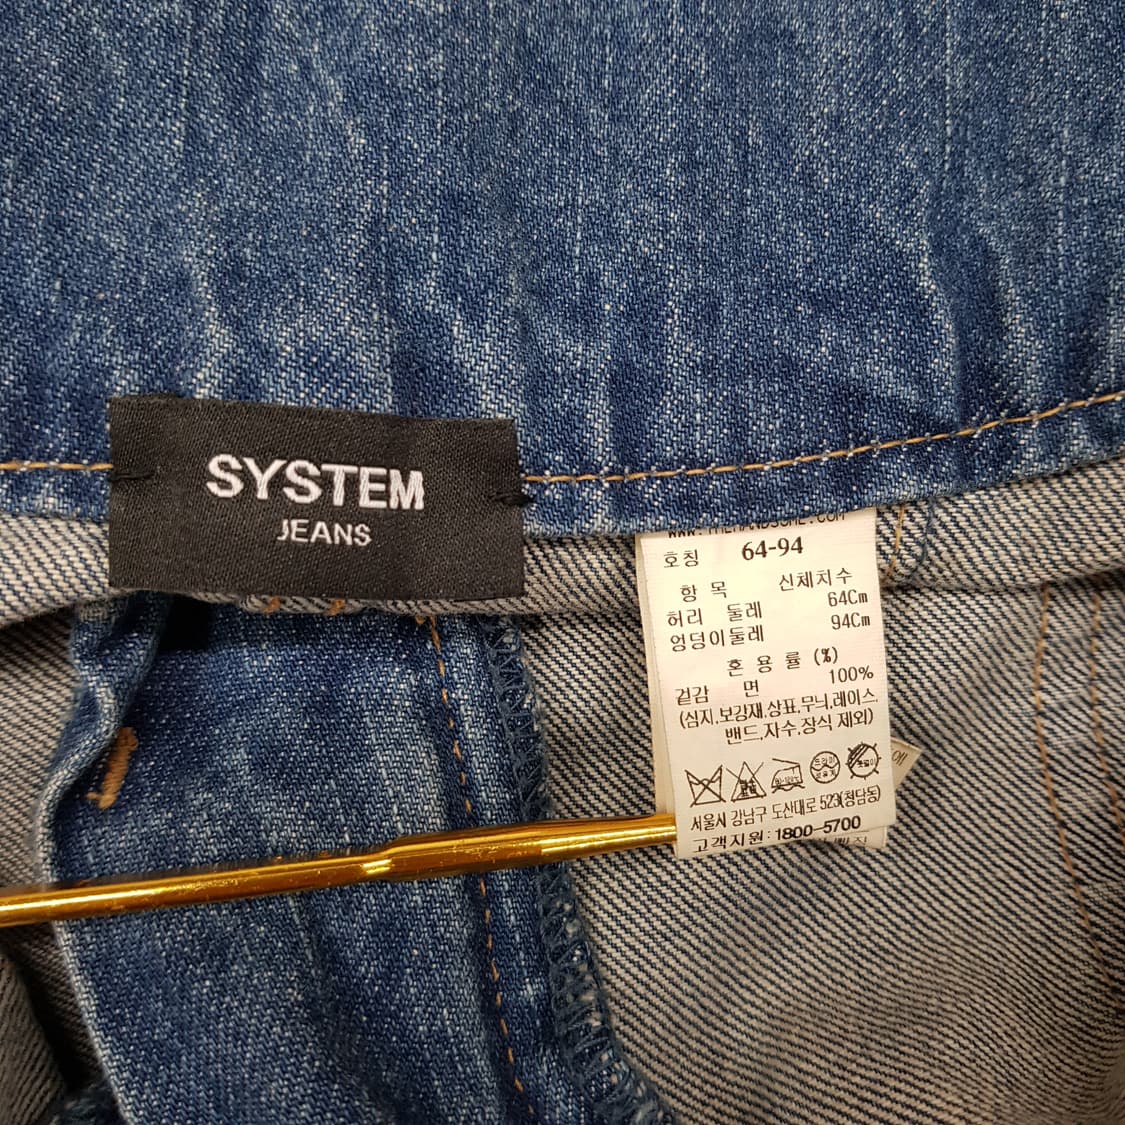 SYSTEM
JEANS
WWW.THEHANDSOME.COM
호칭 64-94
항 목 신체치수
허리 둘레 64Cm
엉덩이둘레 94Cm
혼 용 률 (%)
겉감 면 100%
(심지,보강재,상표,무늬,레이스
밴드,자수,장식 제외)
서울시 강남구 도산대로 523(청담동)
고객지원: 1800-5700